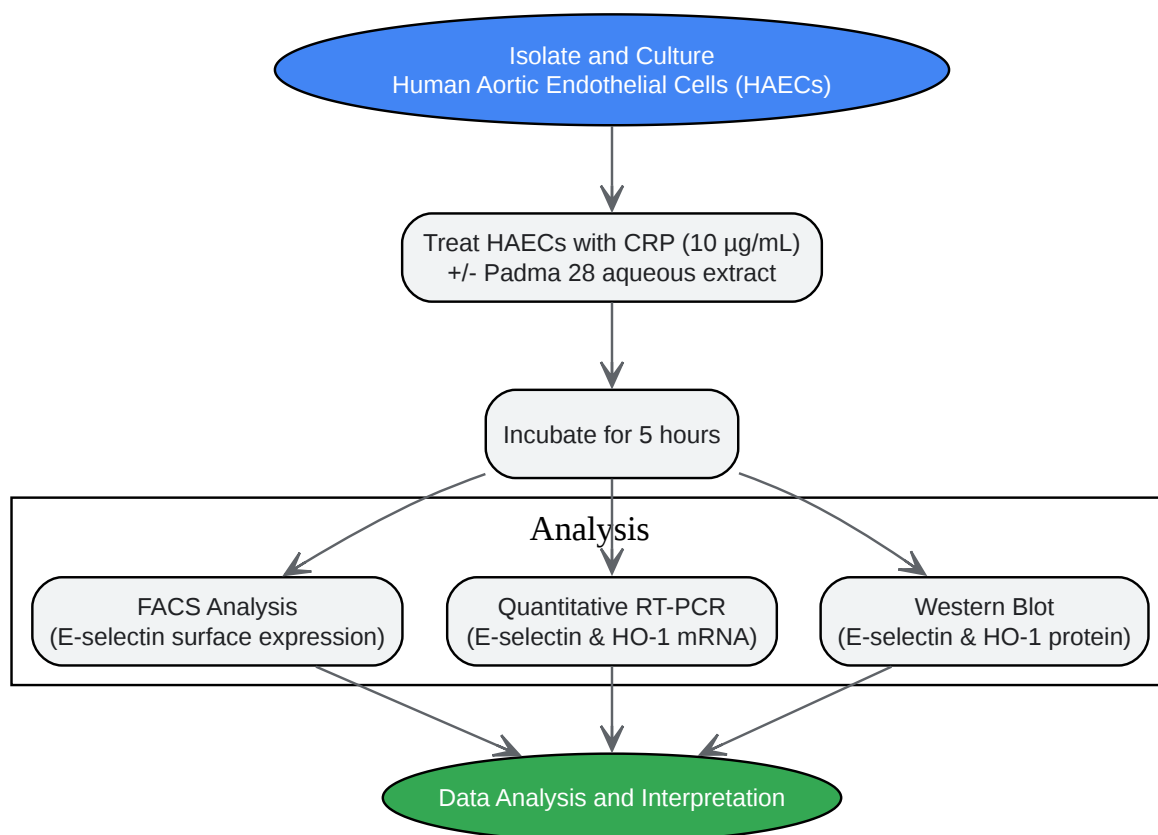 Isolate and Culture
Human Aortic Endothelial Cells (HAECs)
Treat HAECs with CRP (10 µg/mL)
+/- Padma 28 aqueous extract
Incubate for 5 hours
Analysis
FACS Analysis
(E-selectin surface expression)
Quantitative RT-PCR
(E-selectin & HO-1 mRNA)
Western Blot
(E-selectin & HO-1 protein)
Data Analysis and Interpretation